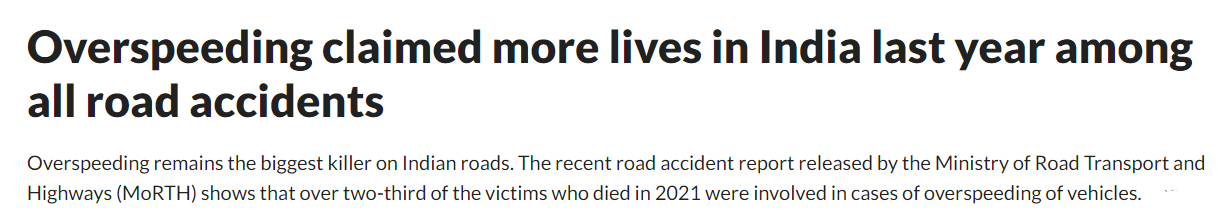 Overspeeding claimed more lives in India last year among
all road accidents
Overspeeding remains the biggest killer on Indian roads. The recent road accident report released by the Ministry of Road Transport and
Highways (MoRTH) shows that over two-third of the victims who died in 2021 were involved in cases of overspeeding of vehicles.